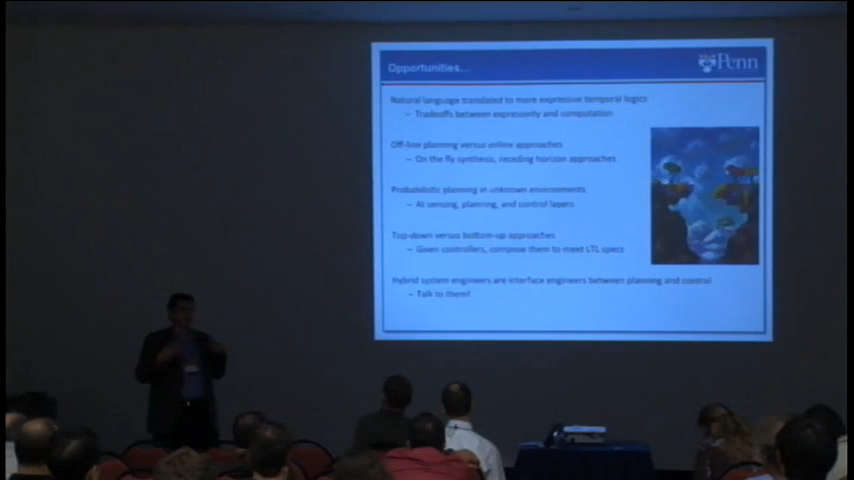 Opportunities...
Penn
Natural language translated to more expressive temporal logics
– Tradeoffs between expressivity and computation
Off-line planning versus online approaches
– On the fly synthesis, receding horizon approaches
Probabilistic planning in unknown environments
– At sensing, planning, and control layers
Top-down versus bottom-up approaches
– Given controllers, compose them to meet LTL specs
Hybrid system engineers are interface engineers between planning and control
– Talk to them!